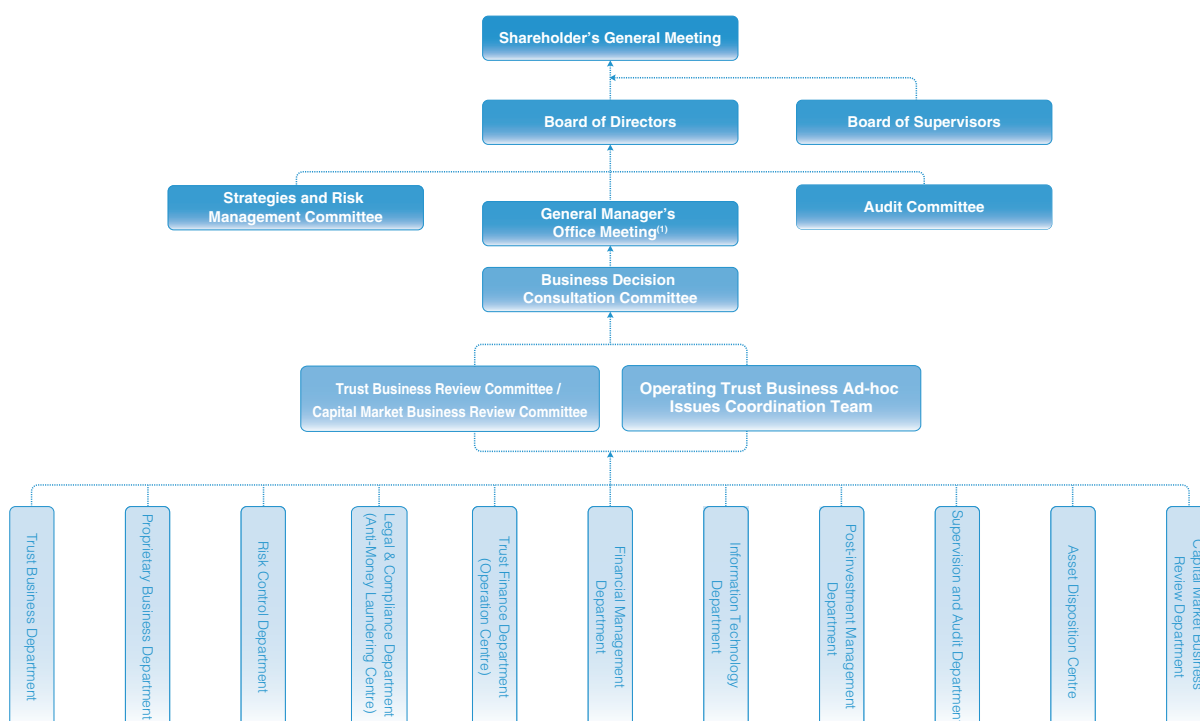 Shareholder's General Meeting
Board of Directors
Board of Supervisors
Strategies and Risk
Management Committee
General Manager's
Office Meeting(1)
Audit Committee
Business Decision
Consultation Committee
Trust Business Review Committee /
Capital Market Business Review Committee
Operating Trust Business Ad-hoc
Issues Coordination Team
Trust Business Department
Proprietary Business Department
Risk Control Department
Legal & Compliance Department
(Anti-Money Laundering Centre)
Trust Finance Department
(Operation Centre)
Financial Management
Department
Information Technology
Department
Post-investment Management
Department
Supervision and Audit Department
Asset Disposition Centre
Capital Market Business
Review Department